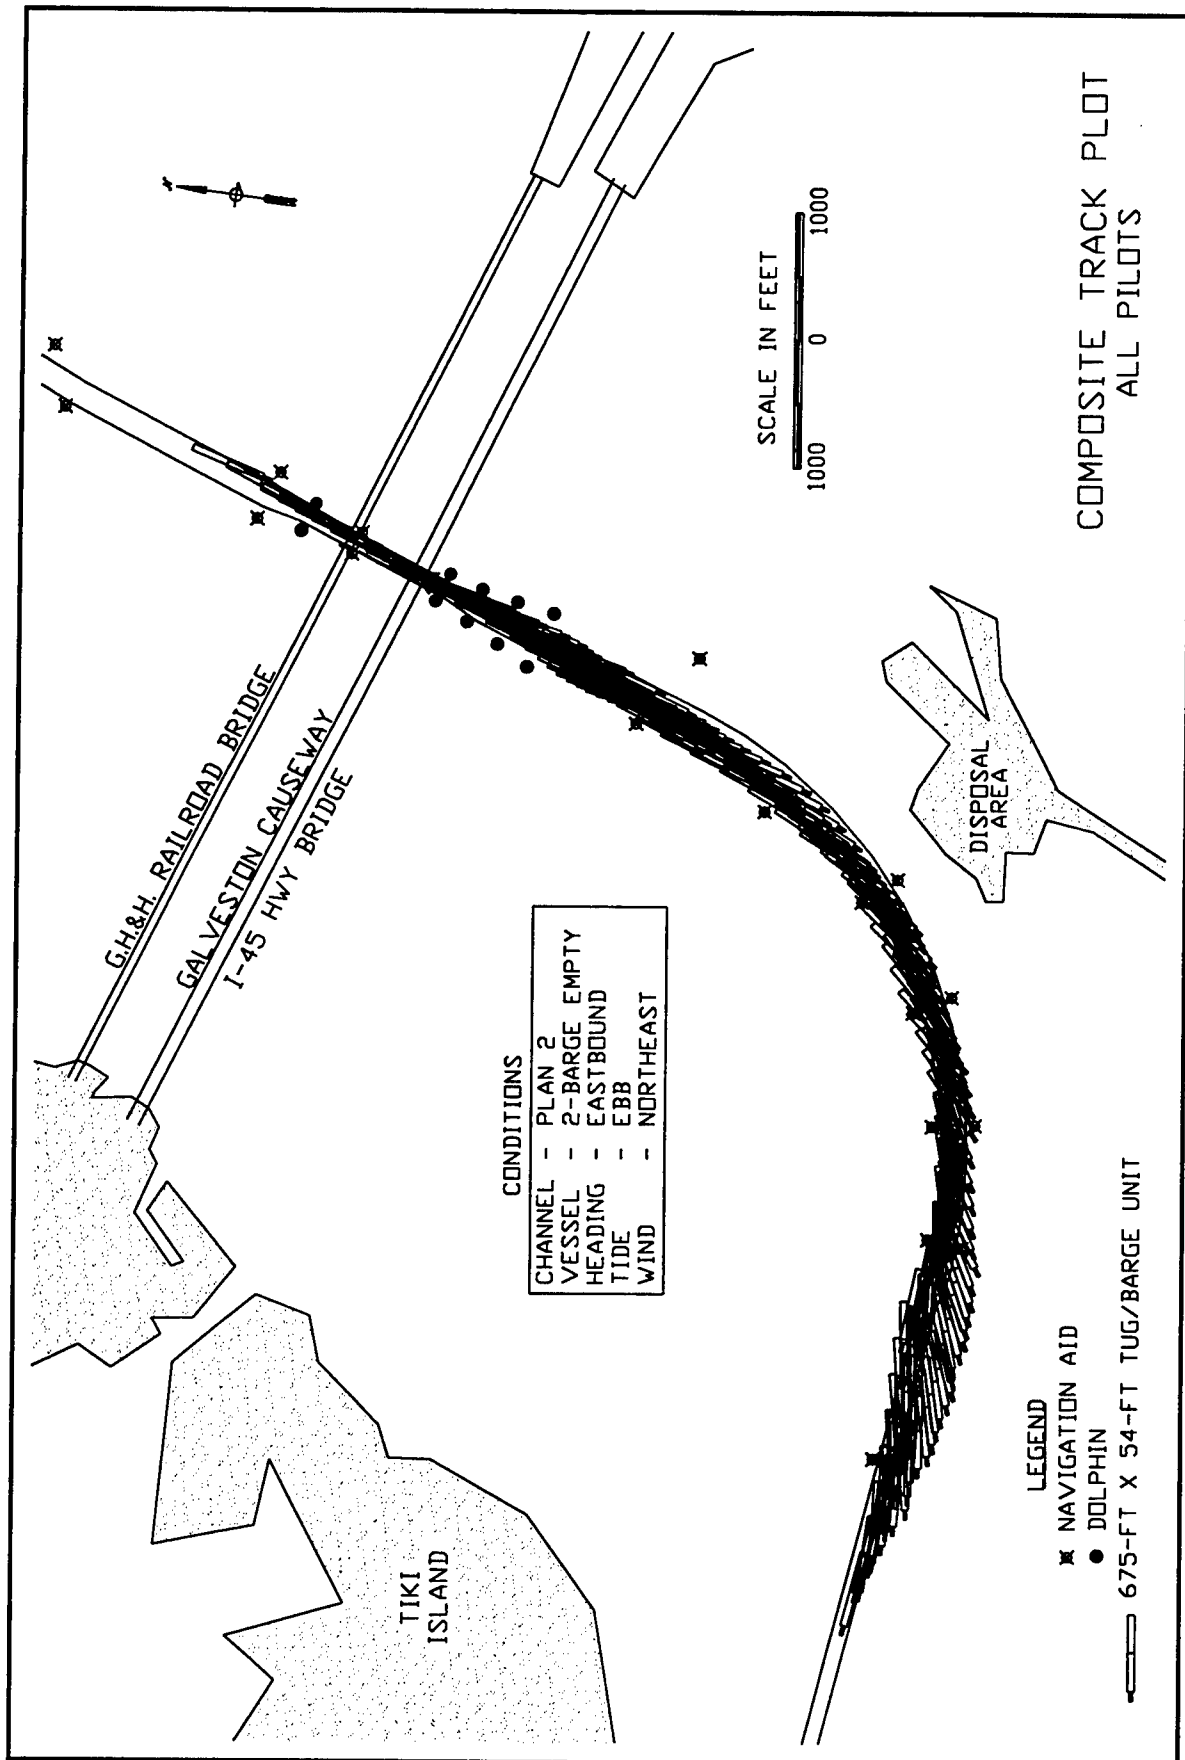 N
G.H.&H. RAILROAD BRIDGE
GALVESTON CAUSEWAY
I-45 HWY BRIDGE
TIKI
ISLAND
DISPOSAL
AREA
CONDITIONS
CHANNEL - PLAN 2
VESSEL - 2-BARGE EMPTY
HEADING - EASTBOUND
TIDE - EBB
WIND - NORTHEAST
SCALE IN FEET
1000 0 1000
LEGEND
NAVIGATION AID
DOLPHIN
675-FT X 54-FT TUG/BARGE UNIT
COMPOSITE TRACK PLOT
ALL PILOTS